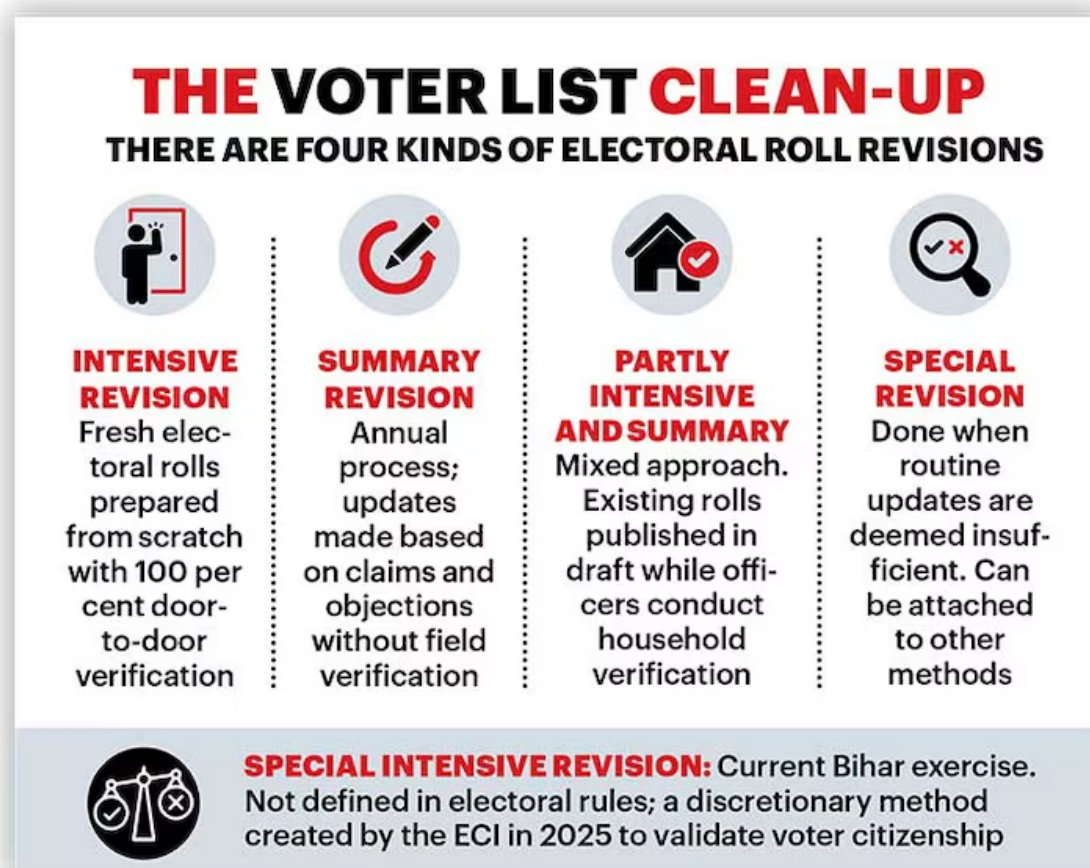 THE VOTER LIST CLEAN-UP
THERE ARE FOUR KINDS OF ELECTORAL ROLL REVISIONS
INTENSIVE
REVISION
Fresh elec-
toral rolls
prepared
from scratch
with 100 per
cent door-
to-door
verification
SUMMARY
REVISION
Annual
process;
updates
made based
on claims and
objections
without field
verification
PARTLY
INTENSIVE
AND SUMMARY
Mixed approach.
Existing rolls
published in
draft while offi-
cers conduct
household
verification
SPECIAL
REVISION
Done when
routine
updates are
deemed insuf-
ficient. Can
be attached
to other
methods
SPECIAL INTENSIVE REVISION: Current Bihar exercise.
Not defined in electoral rules; a discretionary method
created by the ECI in 2025 to validate voter citizenship